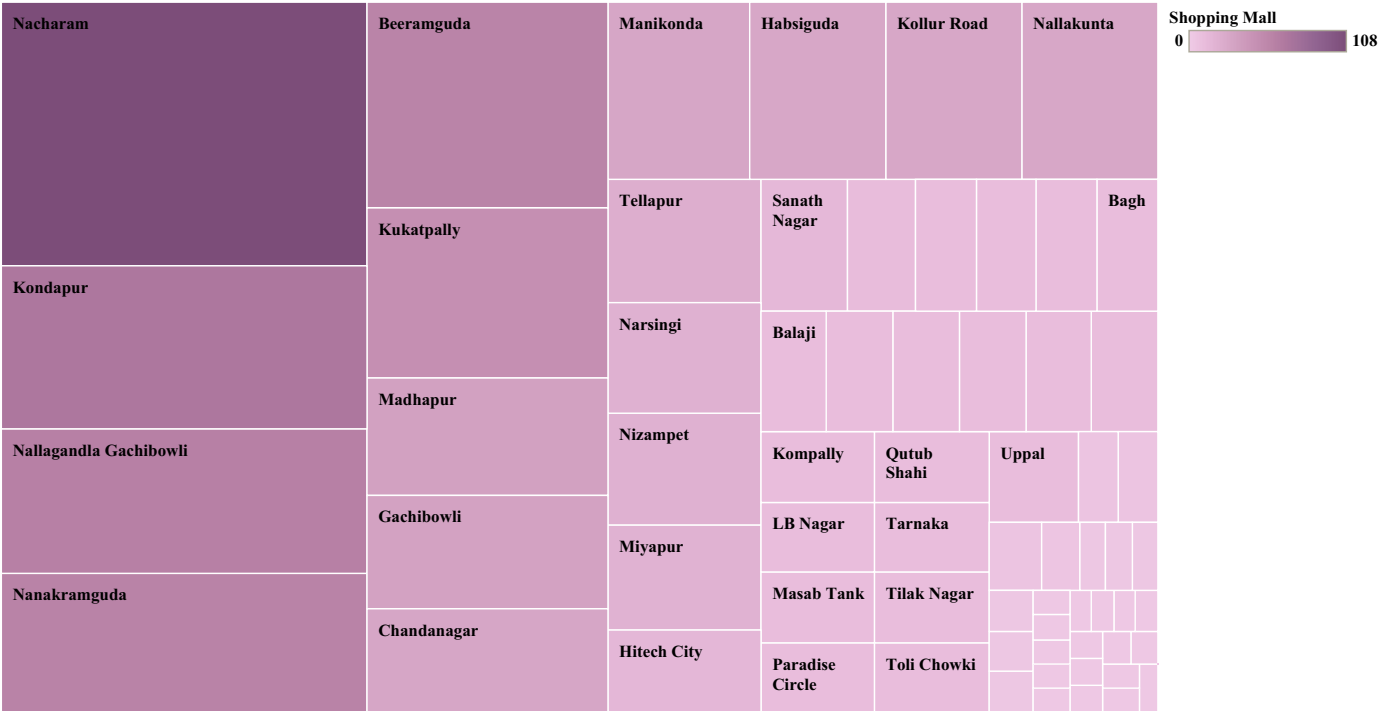 Nacharam
Beeramguda
Manikonda
Habsiguda
Kollur Road
Nallakunta
Shopping Mall
0
108
Tellapur
Sanath
Nagar
Bagh
Kukatpally
Kondapur
Narsingi
Balaji
Madhapur
Nizampet
Nallagandla Gachibowli
Kompally
Qutub
Shahi
Uppal
Gachibowli
LB Nagar
Tarnaka
Miyapur
Nanakramguda
Masab Tank
Tilak Nagar
Chandanagar
Hitech City
Paradise
Circle
Toli Chowki